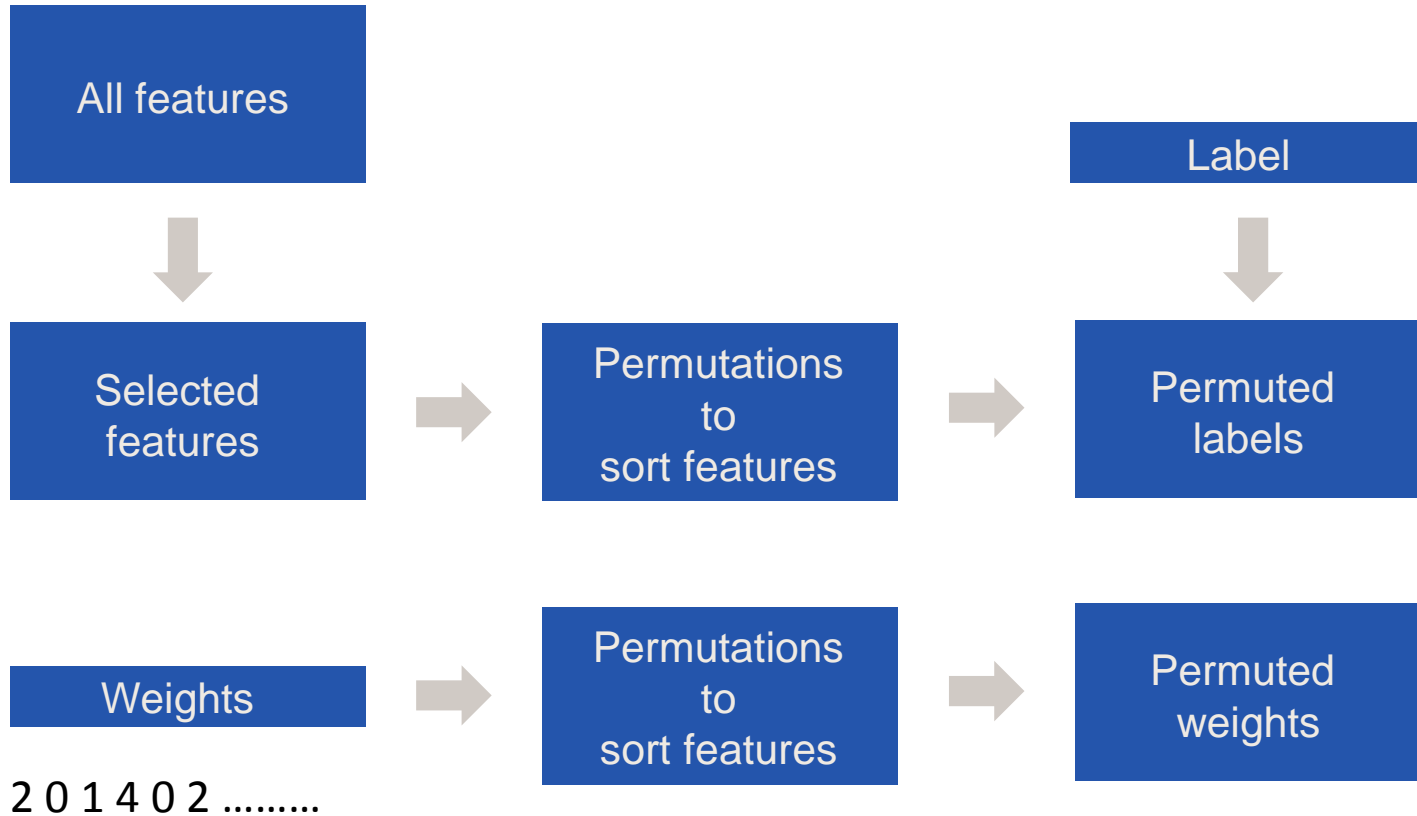 All features
Label
Selected
features
Permutations
to
sort features
Permuted
labels
Weights
Permutations
to
sort features
Permuted
weights
2 0 1 4 0 2 ………